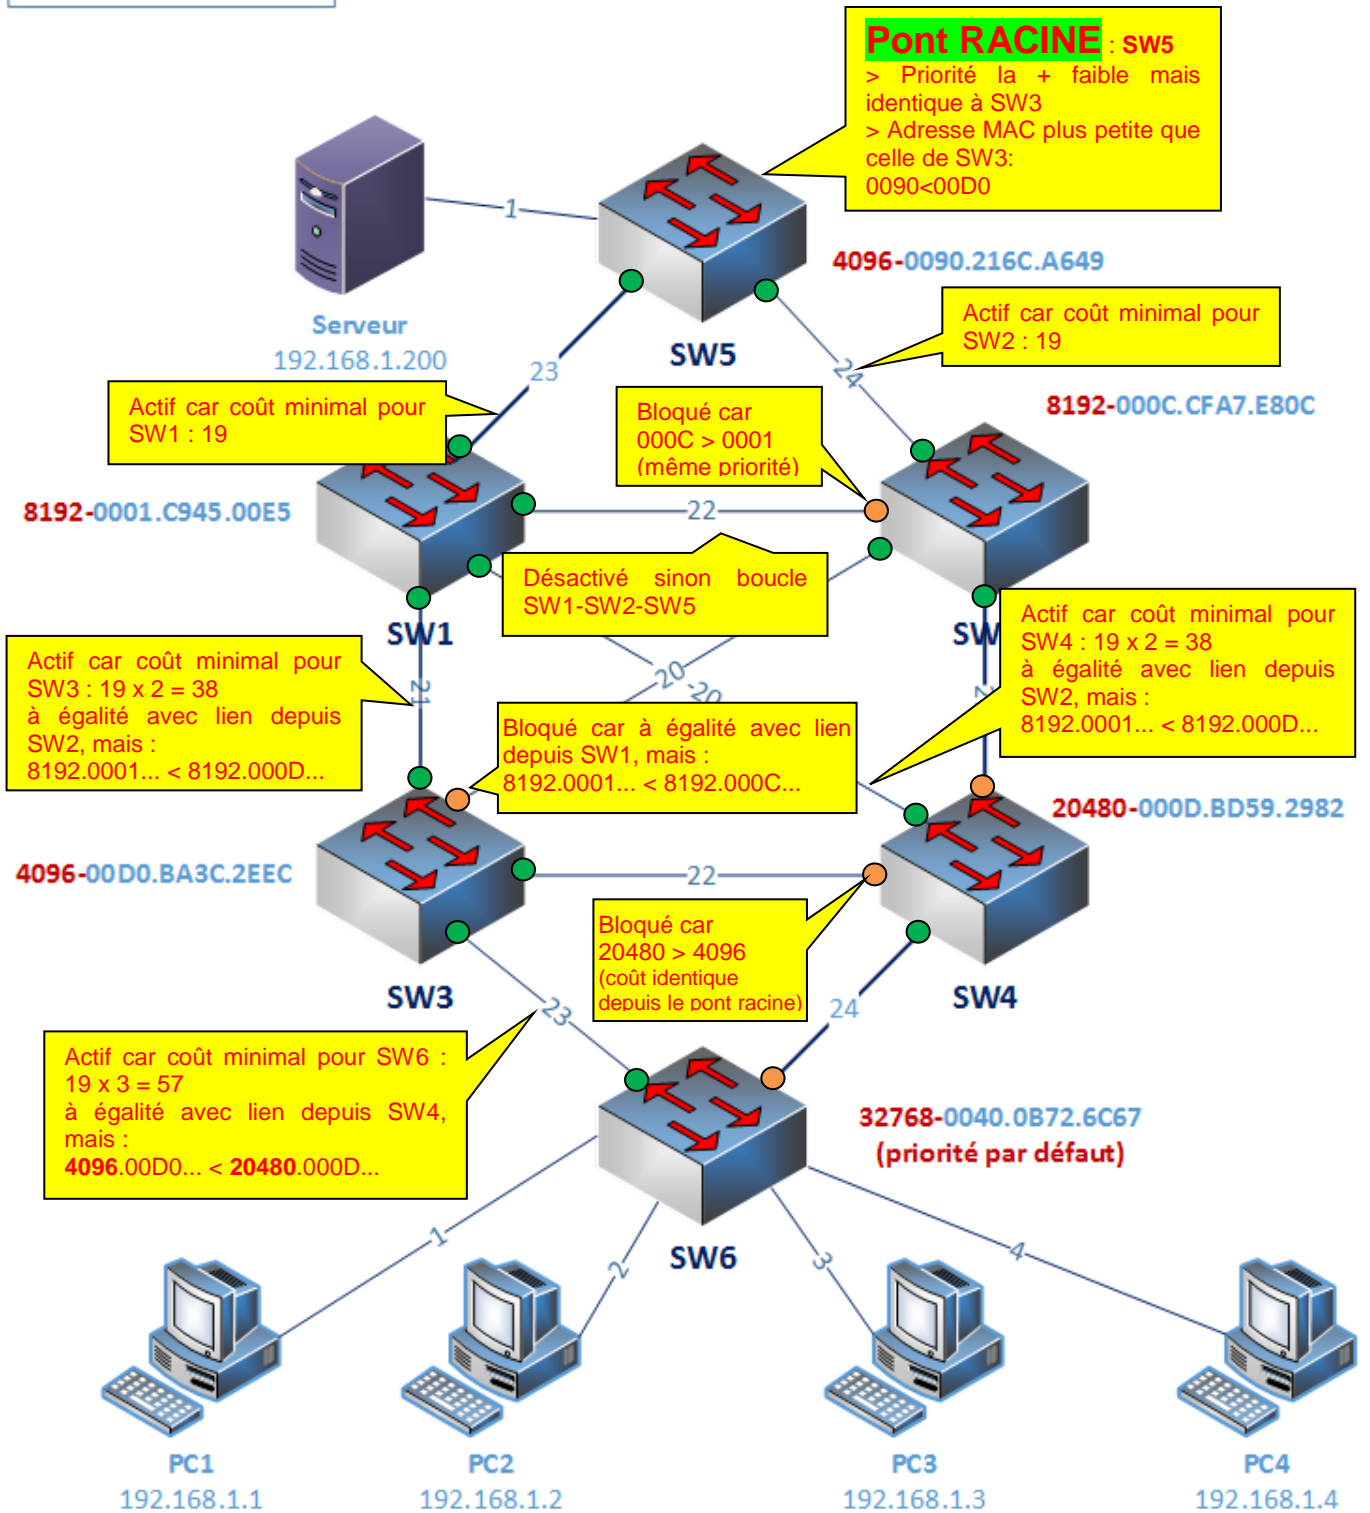 Pont RACINE : SW5
> Priorité la + faible mais
identique à SW3
> Adresse MAC plus petite que
celle de SW3:
0090<00D0
1
4096-0090.216C.A649
Serveur
192.168.1.200
SW5
Actif car coût minimal pour
SW2 : 19
23
24
Actif car coût minimal pour
SW1 : 19
Bloqué car
000C > 0001
(même priorité)
8192-000C.CFA7.E80C
8192-0001.C945.00E5
22
Désactivé sinon boucle
SW1-SW2-SW5
SW1
SW
Actif car coût minimal pour
SW4 : 19 x 2 = 38
à égalité avec lien depuis
SW2, mais :
8192.0001... < 8192.000D...
Actif car coût minimal pour
SW3 : 19 x 2 = 38
à égalité avec lien depuis
SW2, mais :
8192.0001... < 8192.000D...
21
20
-20
2
Bloqué car à égalité avec lien
depuis SW1, mais :
8192.0001... < 8192.000C...
20480-000D.BD59.2982
4096-00D0.BA3C.2EEC
22
Bloqué car
20480 > 4096
(coût identique
depuis le pont racine)
SW3
SW4
23
24
Actif car coût minimal pour SW6 :
19 x 3 = 57
à égalité avec lien depuis SW4,
mais :
4096.00D0... < 20480.000D...
32768-0040.0B72.6C67
(priorité par défaut)
SW6
1
2
3
4
PC1
192.168.1.1
PC2
192.168.1.2
PC3
192.168.1.3
PC4
192.168.1.4